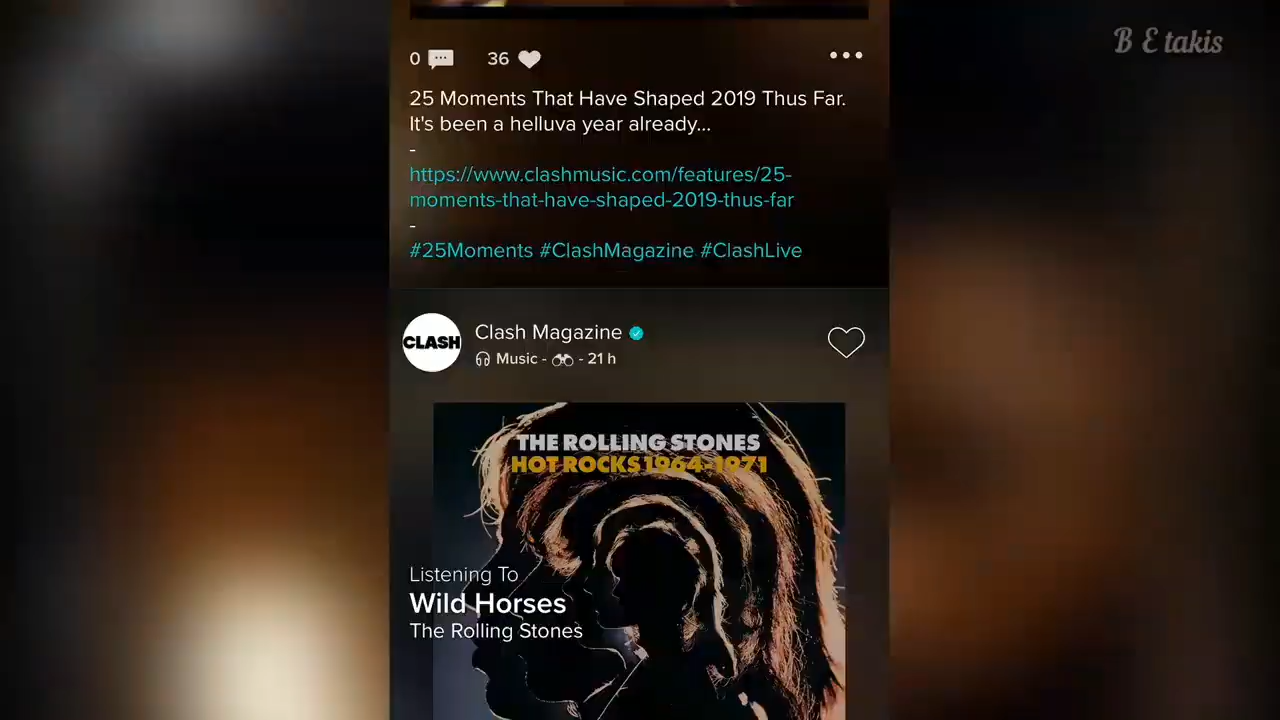 B E takis
0 36
25 Moments That Have Shaped 2019 Thus Far.
It's been a helluva year already...
-
https://www.clashmusic.com/features/25-
moments-that-have-shaped-2019-thus-far
-
#25Moments #ClashMagazine #ClashLive
CLASH
Clash Magazine
Music - - 21 h
THE ROLLING STONES
HOT ROCKS 1964-1971
Listening To
Wild Horses
The Rolling Stones